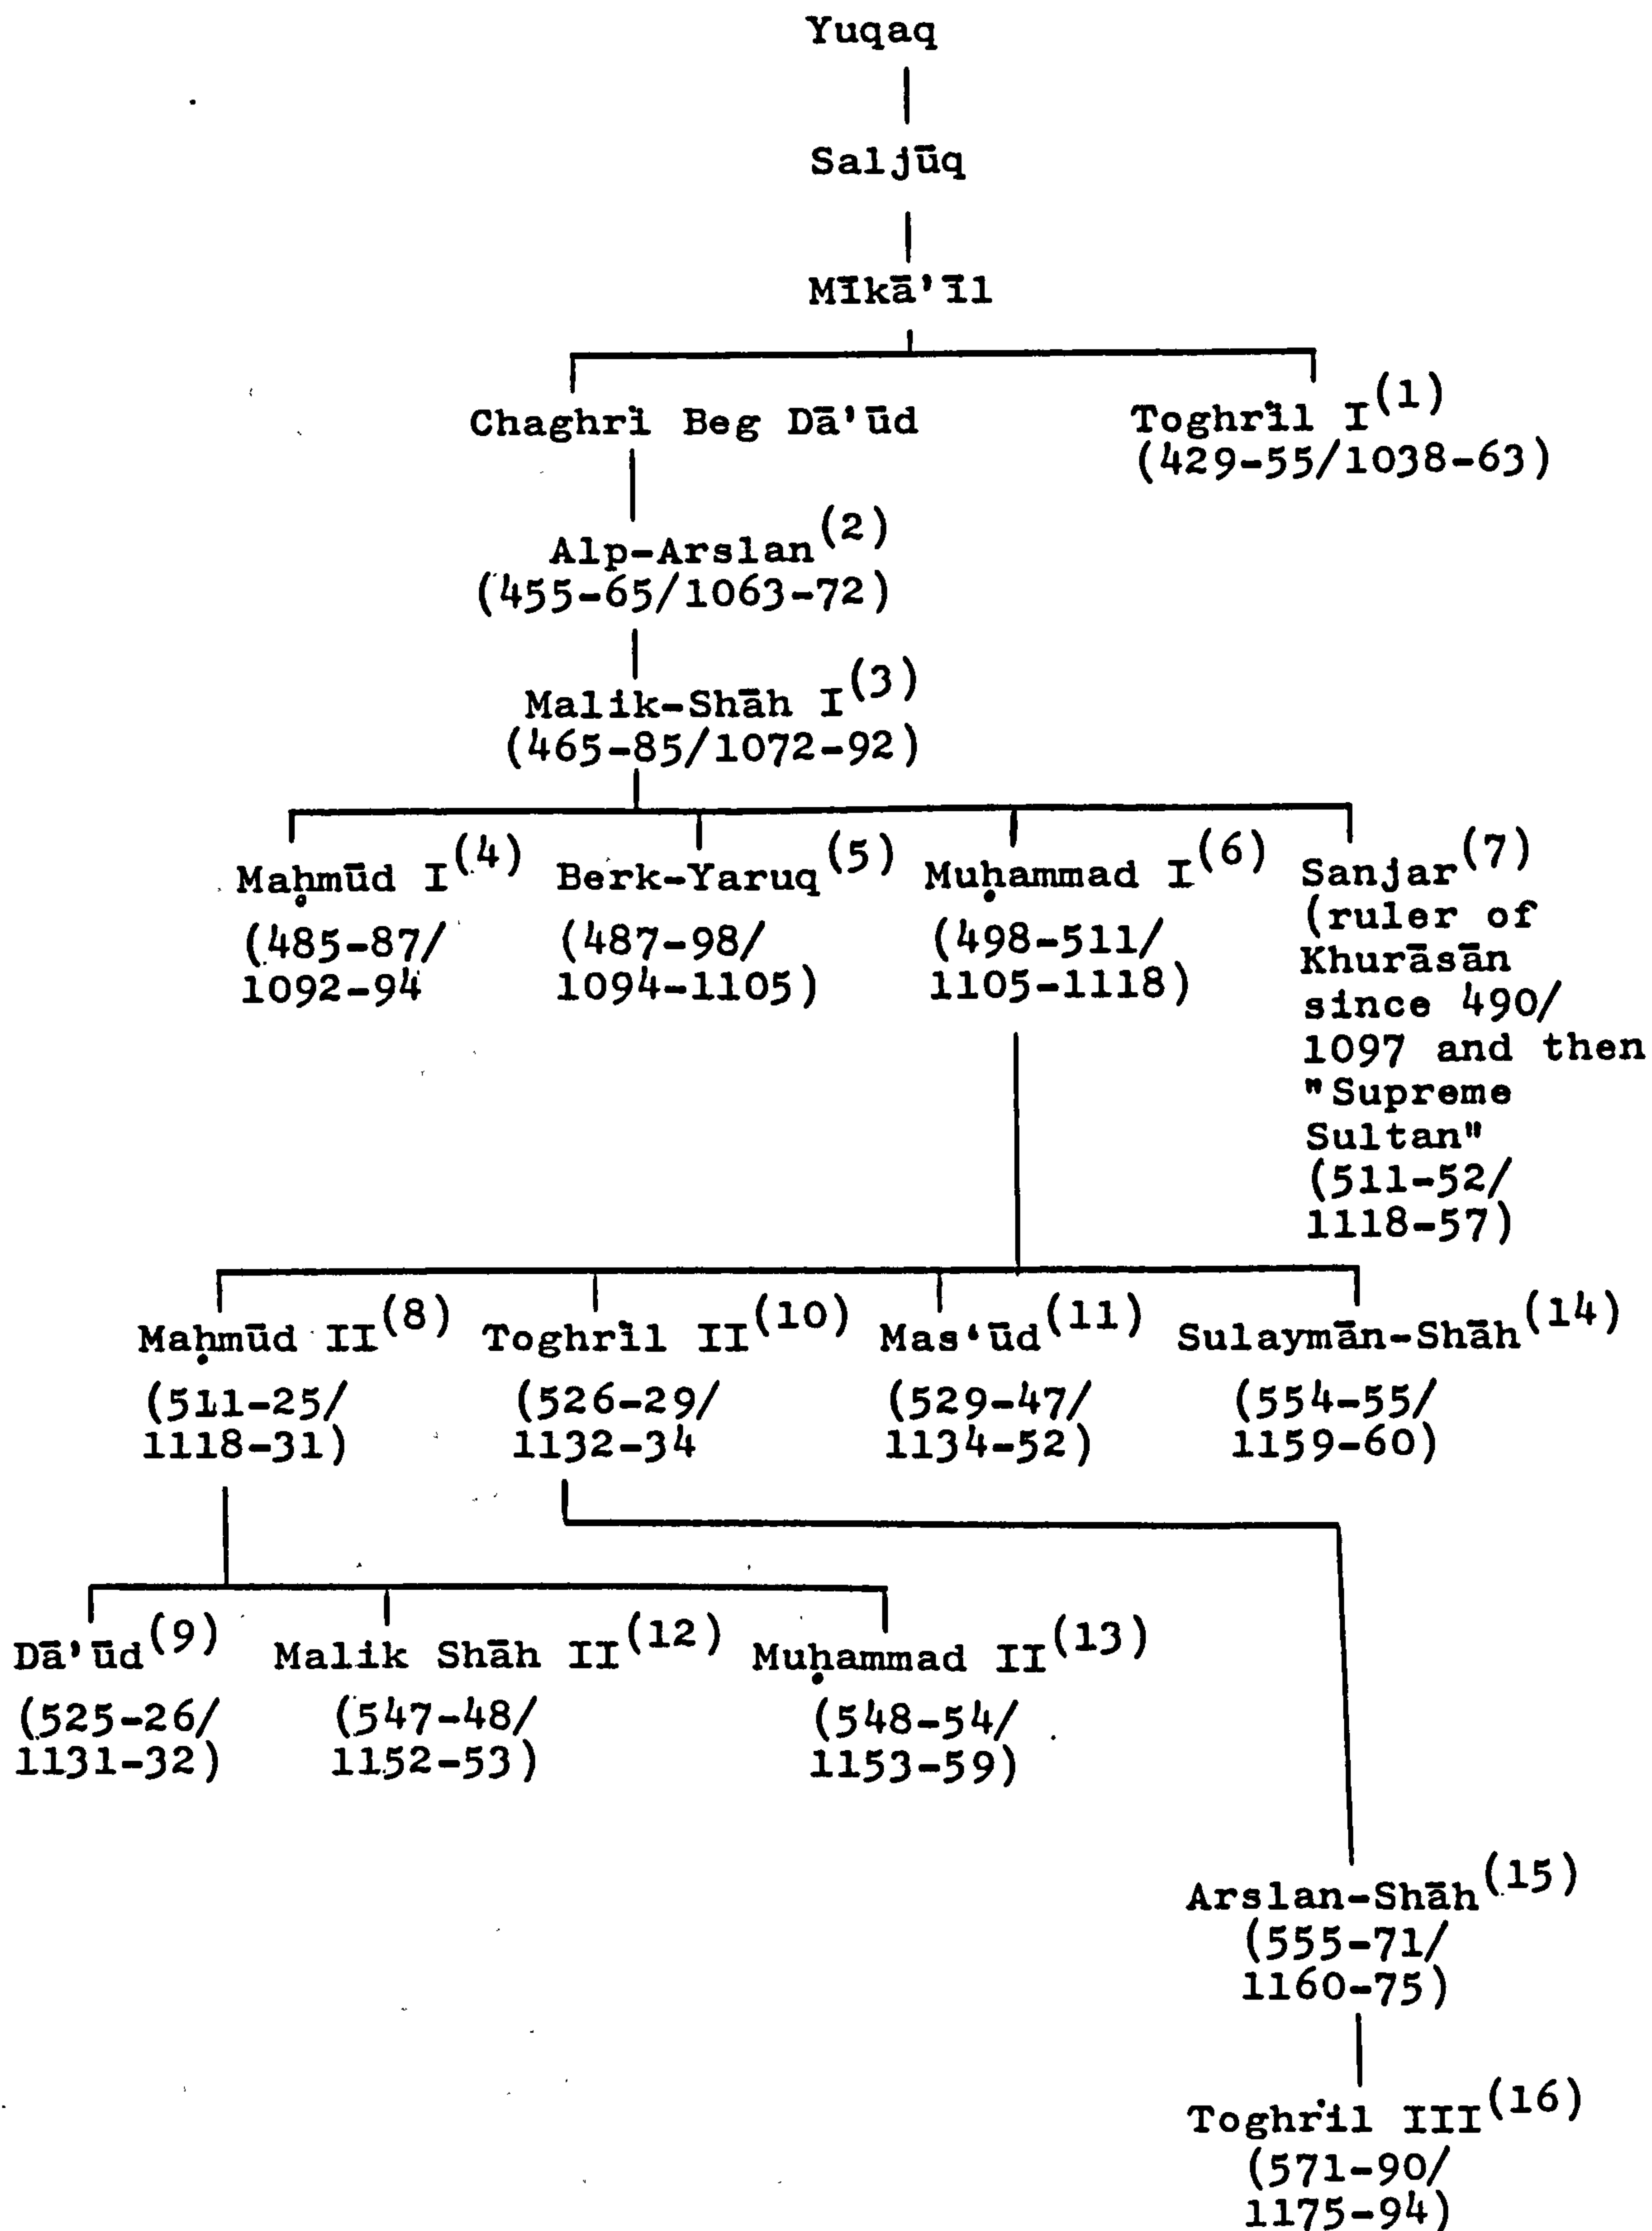 Yuqaq
Saljūq
Mīkā'īl
Chaghrï Beg Dā'ūd
Toghrïl I(1)
(429-55/1038-63)
Alp-Arslan(2)
(455-65/1063-72)
Malik-Shāh I(3)
(465-85/1072-92)
Maḥmūd I(4)
(485-87/
1092-94
Berk-Yaruq(5)
(487-98/
1094-1105)
Muḥammad I(6)
(498-511/
1105-1118)
Sanjar(7)
(ruler of
Khurāsān
since 490/
1097 and then
"Supreme
Sultan"
(511-52/
1118-57)
Maḥmūd II(8)
(511-25/
1118-31)
Toghrïl II(10)
(526-29/
1132-34
Mas‘ūd(11)
(529-47/
1134-52)
Sulaymān-Shāh(14)
(554-55/
1159-60)
Dā'ūd(9)
(525-26/
1131-32)
Malik Shāh II(12)
(547-48/
1152-53)
Muḥammad II(13)
(548-54/
1153-59)
Arslan-Shāh(15)
(555-71/
1160-75)
Toghrïl III(16)
(571-90/
1175-94)